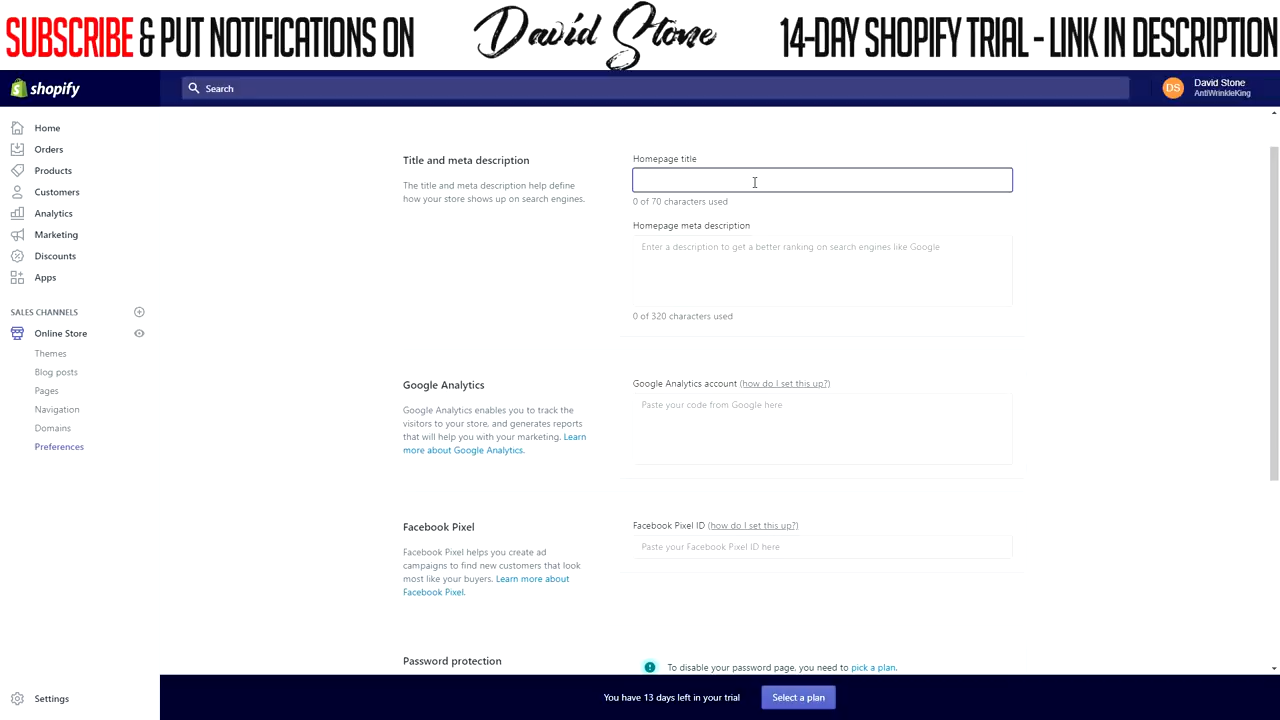 SUBSCRIBE & PUT NOTIFICATIONS ON
David Stone
14-DAY SHOPIFY TRIAL - LINK IN DESCRIPTION
shopify
Search
DS
David Stone
AntiWrinkleKing
Home
Orders
Products
Customers
Analytics
Marketing
Discounts
Apps
SALES CHANNELS
Online Store
Themes
Blog posts
Pages
Navigation
Domains
Preferences
Settings
Title and meta description
The title and meta description help define
how your store shows up on search engines.
Homepage title
0 of 70 characters used
Homepage meta description
Enter a description to get a better ranking on search engines like Google
0 of 320 characters used
Google Analytics
Google Analytics enables you to track the
visitors to your store, and generates reports
that will help you with your marketing. Learn
more about Google Analytics.
Google Analytics account (how do I set this up?)
Paste your code from Google here
Facebook Pixel
Facebook Pixel helps you create ad
campaigns to find new customers that look
most like your buyers. Learn more about
Facebook Pixel.
Facebook Pixel ID (how do I set this up?)
Paste your Facebook Pixel ID here
Password protection
To disable your password page, you need to pick a plan.
You have 13 days left in your trial
Select a plan